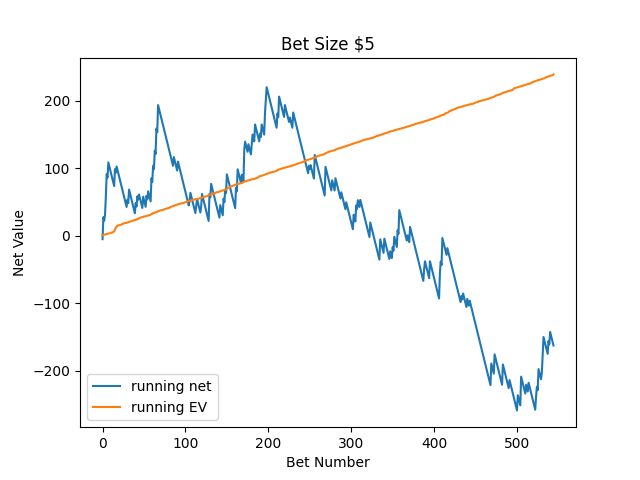 Bet Size $5
Net Value
200
100
0
−100
−200
running net
running EV
0
100
200
300
400
500
Bet Number